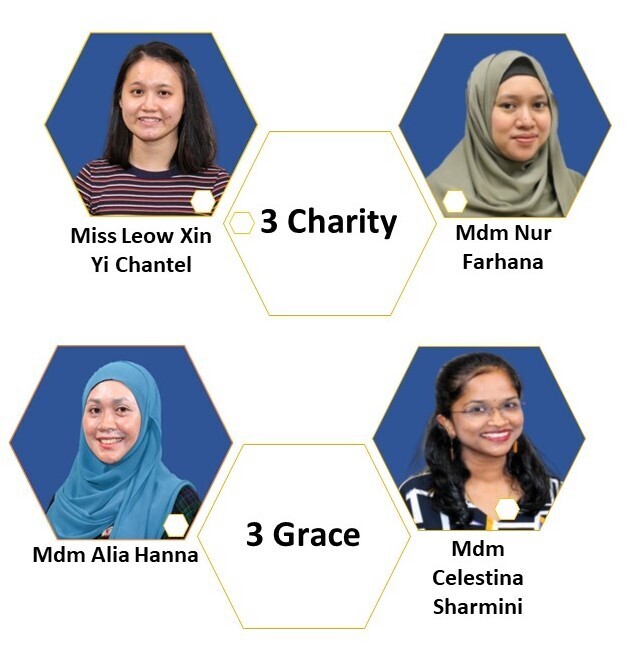 Miss Leow Xin
Yi Chantel
3 Charity
Mdm Nur
Farhana
Mdm Alia Hanna
3 Grace
Mdm
Celestina
Sharmini